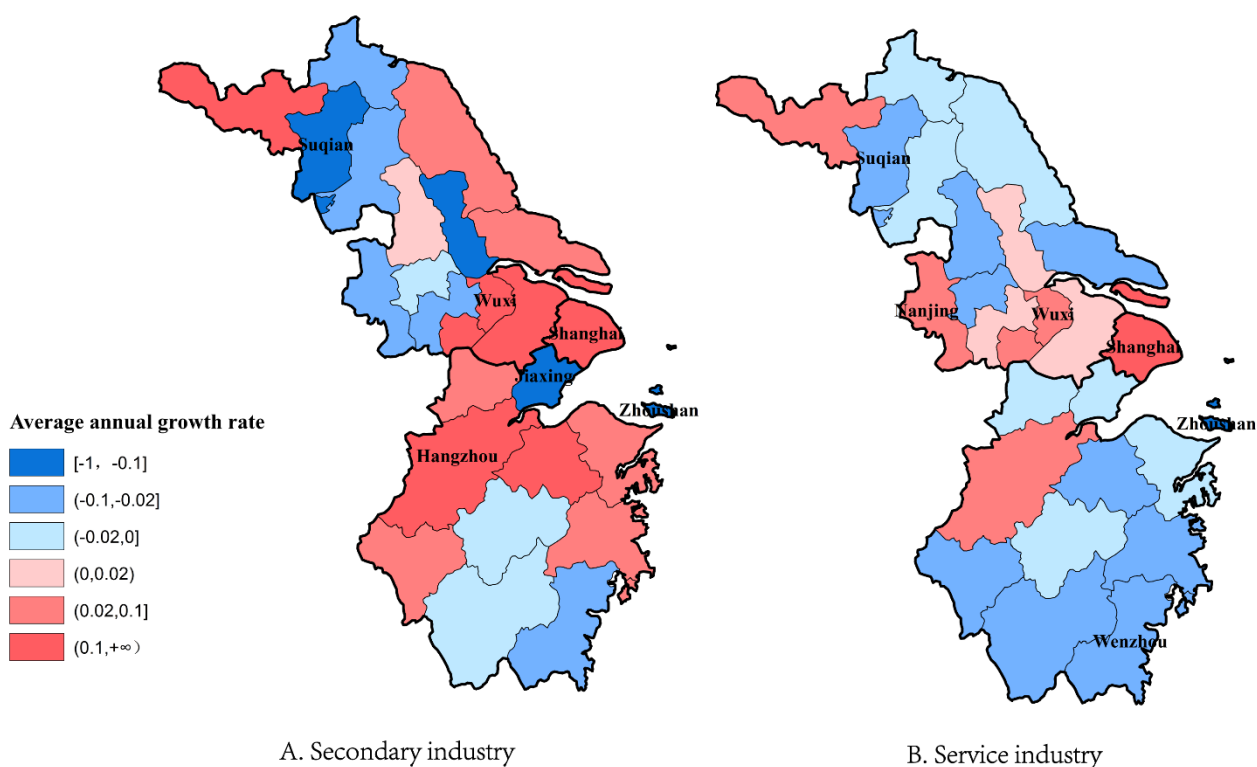 Suqian
Wuxi
Shanghai
Jiaxing
Zhoushan
Hangzhou
Average annual growth rate
[-1，-0.1]
(-0.1,-0.02]
(-0.02,0]
(0,0.02)
(0.02,0.1]
(0.1,+∞）
A. Secondary industry
Suqian
Nanjing
Wuxi
Shanghai
Zhoushan
Wenzhou
B. Service industry